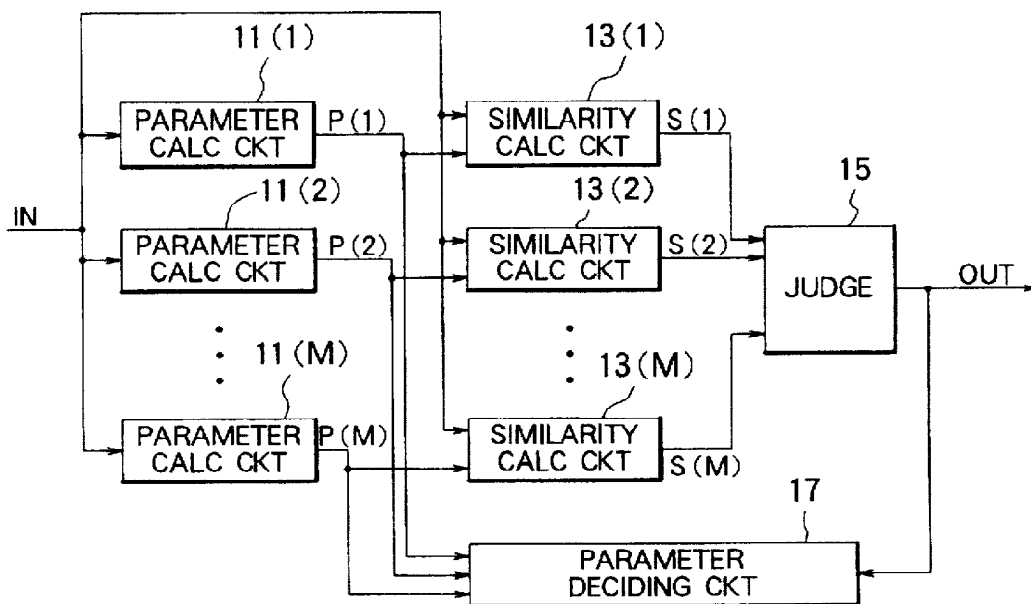 11(1)
13(1)
PARAMETER
CALC CKT
P(1)
SIMILARITY
CALC CKT
S(1)
15
11(2)
13(2)
IN
PARAMETER
CALC CKT
P(2)
SIMILARITY
CALC CKT
S(2)
JUDGE
OUT
11(M)
13(M)
PARAMETER
CALC CKT
P(M)
SIMILARITY
CALC CKT
S(M)
17
PARAMETER
DECIDING CKT